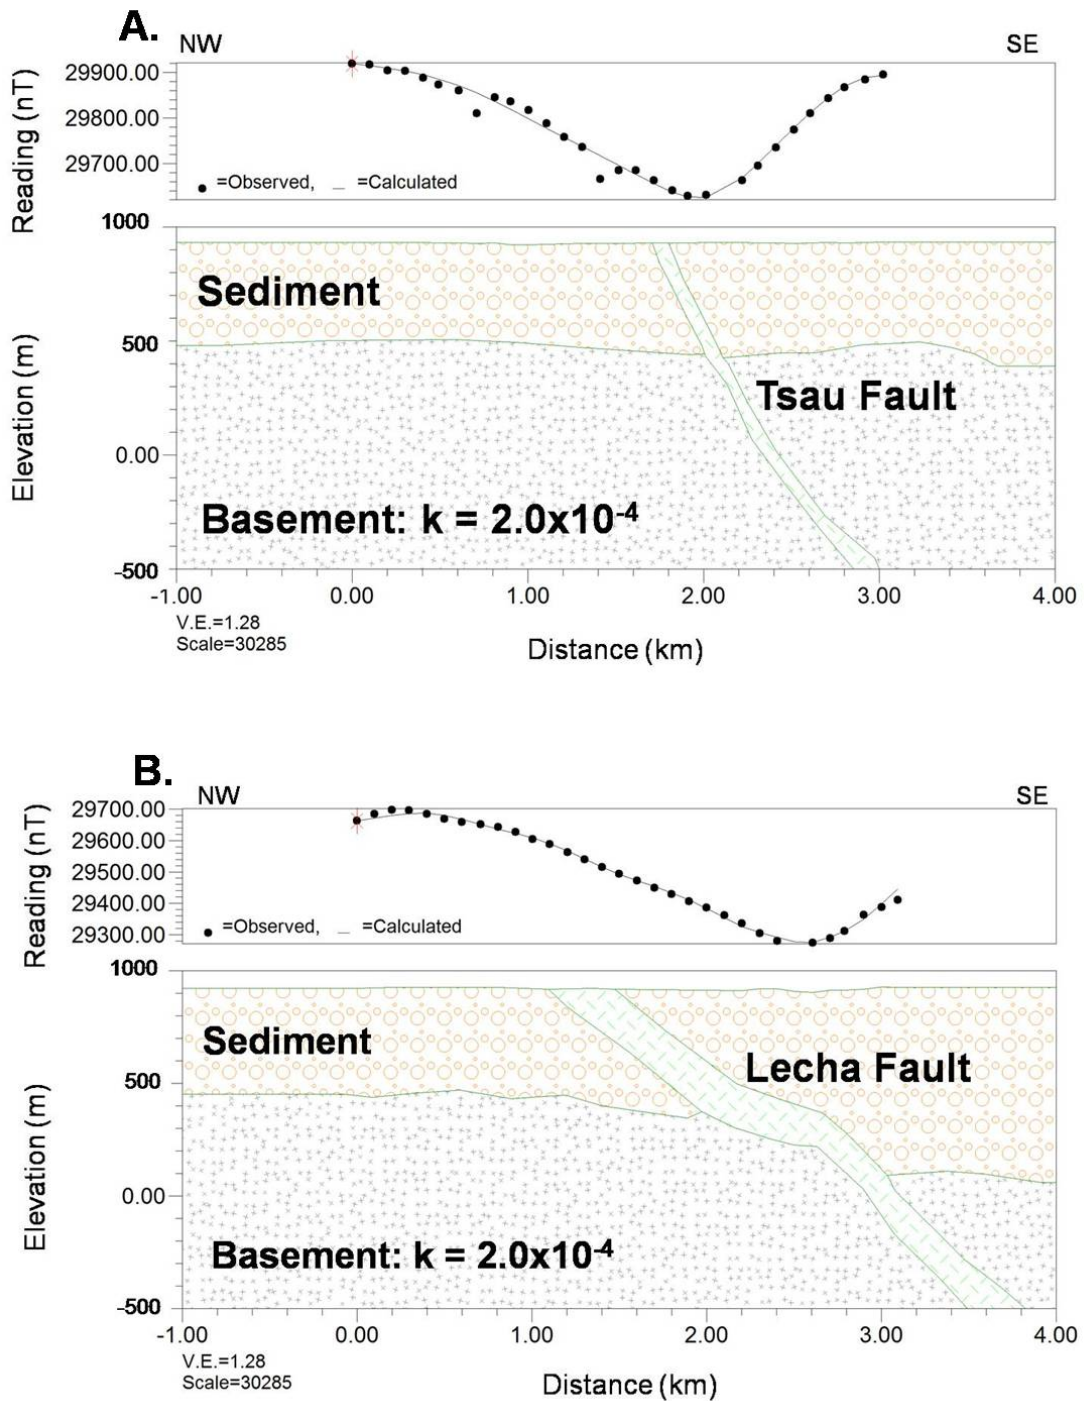 A.
NW SE
Reading (nT)
29900.00
29800.00
29700.00
=Observed, — =Calculated
Elevation (m)
1000
500
0.00
-500
Sediment
Tsau Fault
Basement: k = 2.0x10-4
-1.00 0.00 1.00 2.00 3.00 4.00
V.E.=1.28
Scale=30285
Distance (km)
B.
NW SE
Reading (nT)
29700.00
29600.00
29500.00
29400.00
29300.00
=Observed, — =Calculated
Elevation (m)
1000
500
0.00
-500
Sediment
Lecha Fault
Basement: k = 2.0x10-4
-1.00 0.00 1.00 2.00 3.00 4.00
V.E.=1.28
Scale=30285
Distance (km)